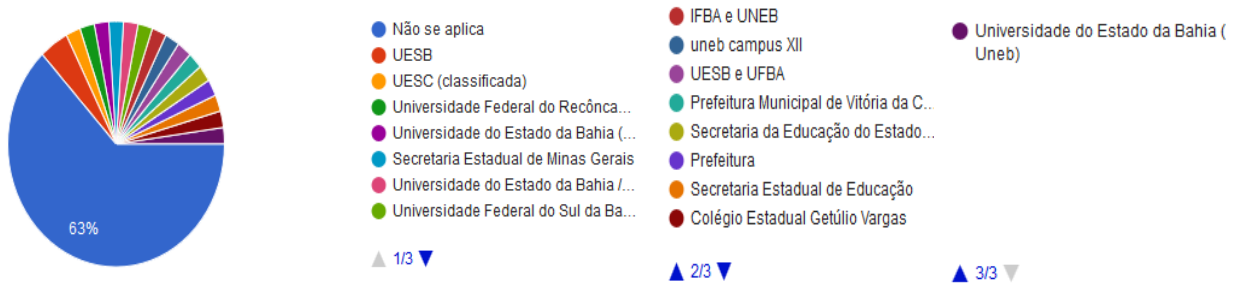 63%
Não se aplica
UESB
UESC (classificada)
Universidade Federal do Recônca...
Universidade do Estado da Bahia (...
Secretaria Estadual de Minas Gerais
Universidade do Estado da Bahia /...
Universidade Federal do Sul da Ba...
1/3
IFBA e UNEB
uneb campus XII
UESB e UFBA
Prefeitura Municipal de Vitória da C...
Secretaria da Educação do Estado...
Prefeitura
Secretaria Estadual de Educação
Colégio Estadual Getúlio Vargas
2/3
Universidade do Estado da Bahia (
Uneb)
3/3